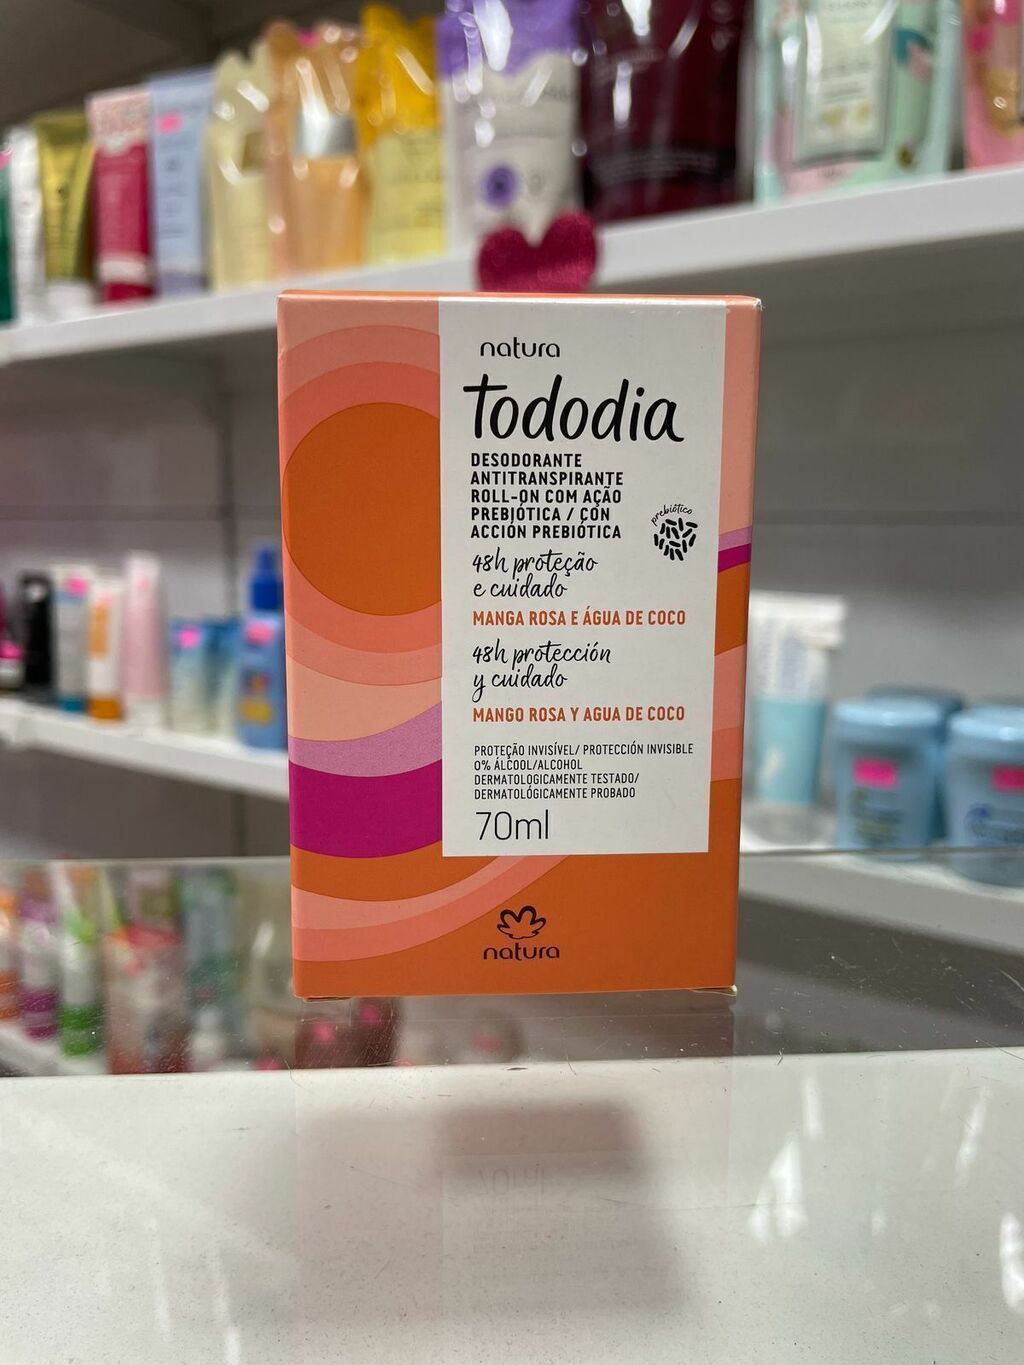 natura
Tododia
DESODORANTE
ANTITRANSPIRANTE
ROLL-ON COM AÇÃO
PREBIÓTICA / CON
ACCIÓN PREBIÓTICA
prebiótico
48h proteção
e cuidado
MANGA ROSA E ÁGUA DE COCO
48h protección
y cuidado
MANGO ROSA Y AGUA DE COCO
PROTEÇÃO INVISÍVEL/ PROTECCIÓN INVISIBLE
0% ÁLCOOL/ALCOHOL
DERMATOLOGICAMENTE TESTADO/
DERMATOLÓGICAMENTE PROBADO
70ml
natura